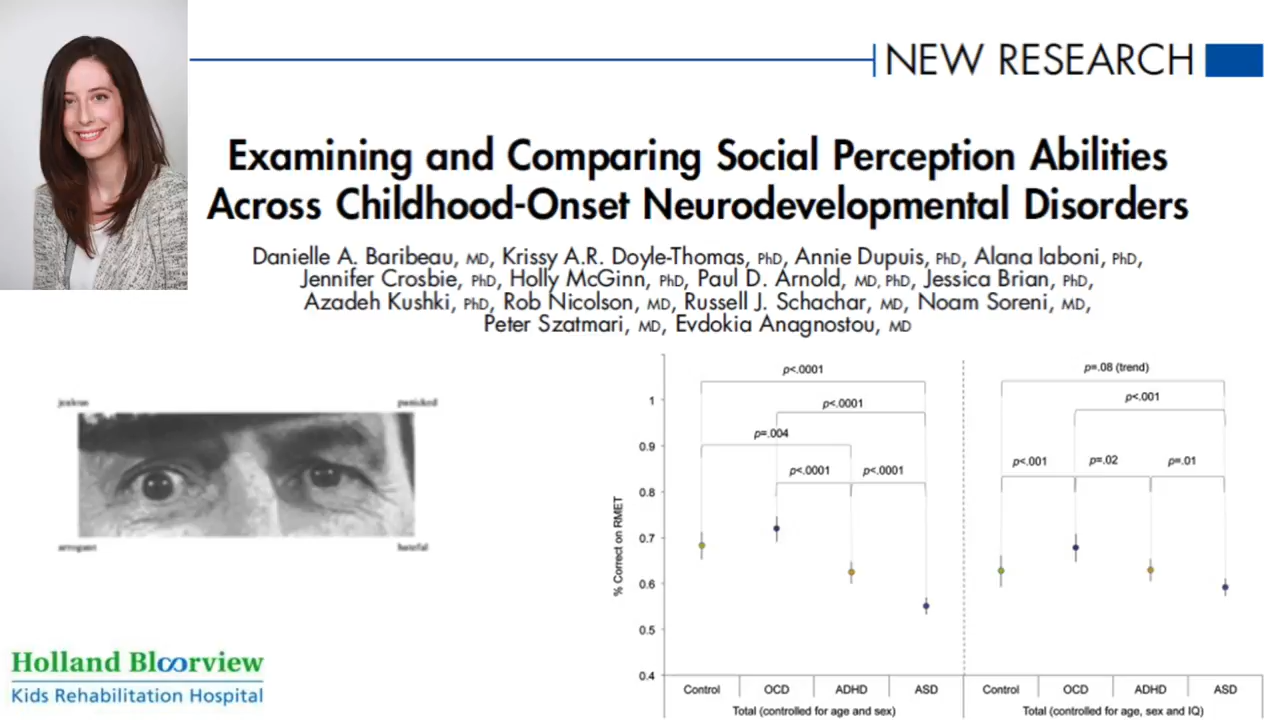 NEW RESEARCH
Examining and Comparing Social Perception Abilities
Across Childhood-Onset Neurodevelopmental Disorders
Danielle A. Baribeau, MD, Krissy A.R. Doyle-Thomas, PhD, Annie Dupuis, PhD, Alana Iaboni, PhD,
Jennifer Crosbie, PhD, Holly McGinn, PhD, Paul D. Arnold, MD, PhD, Jessica Brian, PhD,
Azadeh Kushki, PhD, Rob Nicolson, MD, Russell J. Schachar, MD, Noam Soreni, MD,
Peter Szatmari, MD, Evdokia Anagnostou, MD
jealous panicked
arrogant hateful
Holland Bloorview
Kids Rehabilitation Hospital
% Correct on RMET
1
0.9
0.8
0.7
0.6
0.5
0.4
p<.0001
p<.0001
p=.004
p<.0001 p<.0001
p=.08 (trend)
p<.001
p<.001 p=.02 p=.01
Control OCD ADHD ASD Control OCD ADHD ASD
Total (controlled for age and sex) Total (controlled for age, sex and IQ)